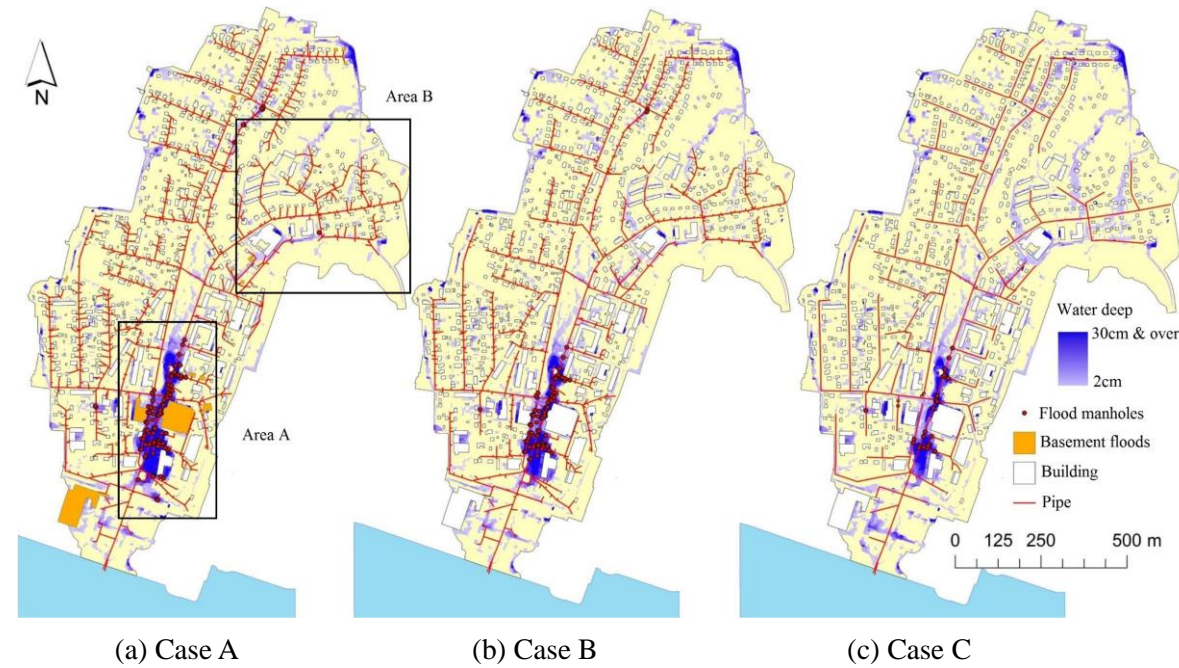 N
Area B
Area A
Water deep
30cm & over
2cm
Flood manholes
Basement floods
Building
Pipe
0 125 250 500 m
(a) Case A
(b) Case B
(c) Case C